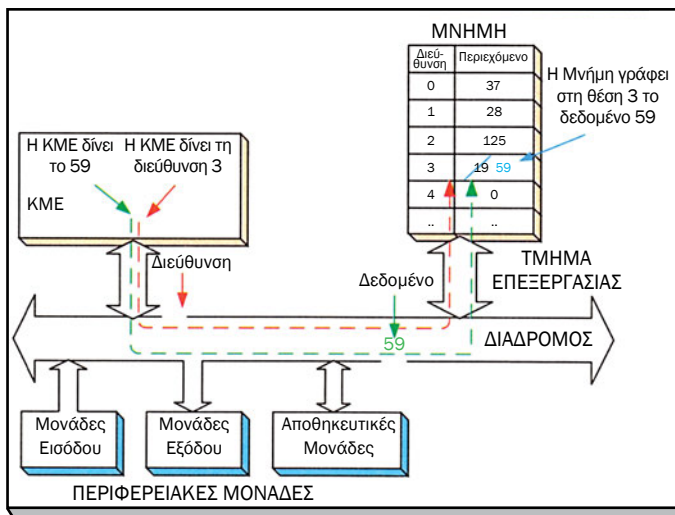 ΜΝΗΜΗ
Διεύ-
θυνση
Περιεχόμενο
0 37
1 28
2 125
3 19 59
4 0
.. ..
Η Μνήμη γράφει
στη θέση 3 το
δεδομένο 59
Η ΚΜΕ δίνει
το 59
Η ΚΜΕ δίνει τη
διεύθυνση 3
ΚΜΕ
Διεύθυνση
Δεδομένο
ΤΜΗΜΑ
ΕΠΕΞΕΡΓΑΣΙΑΣ
59
ΔΙΑΔΡΟΜΟΣ
Μονάδες
Εισόδου
Μονάδες
Εξόδου
Αποθηκευτικές
Μονάδες
ΠΕΡΙΦΕΡΕΙΑΚΕΣ ΜΟΝΑΔΕΣ